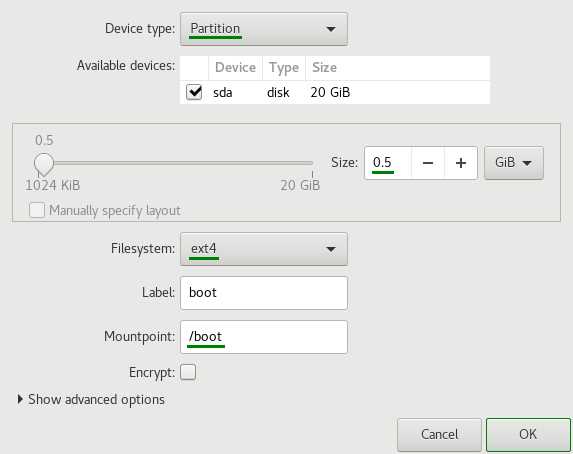 Device type: Partition
Available devices: Device Type Size
sda disk 20 GiB
0.5
Size: 0.5 GiB
1024 KiB 20 GiB
Manually specify layout
Filesystem: ext4
Label: boot
Mountpoint: /boot
Encrypt:
Show advanced options
Cancel OK